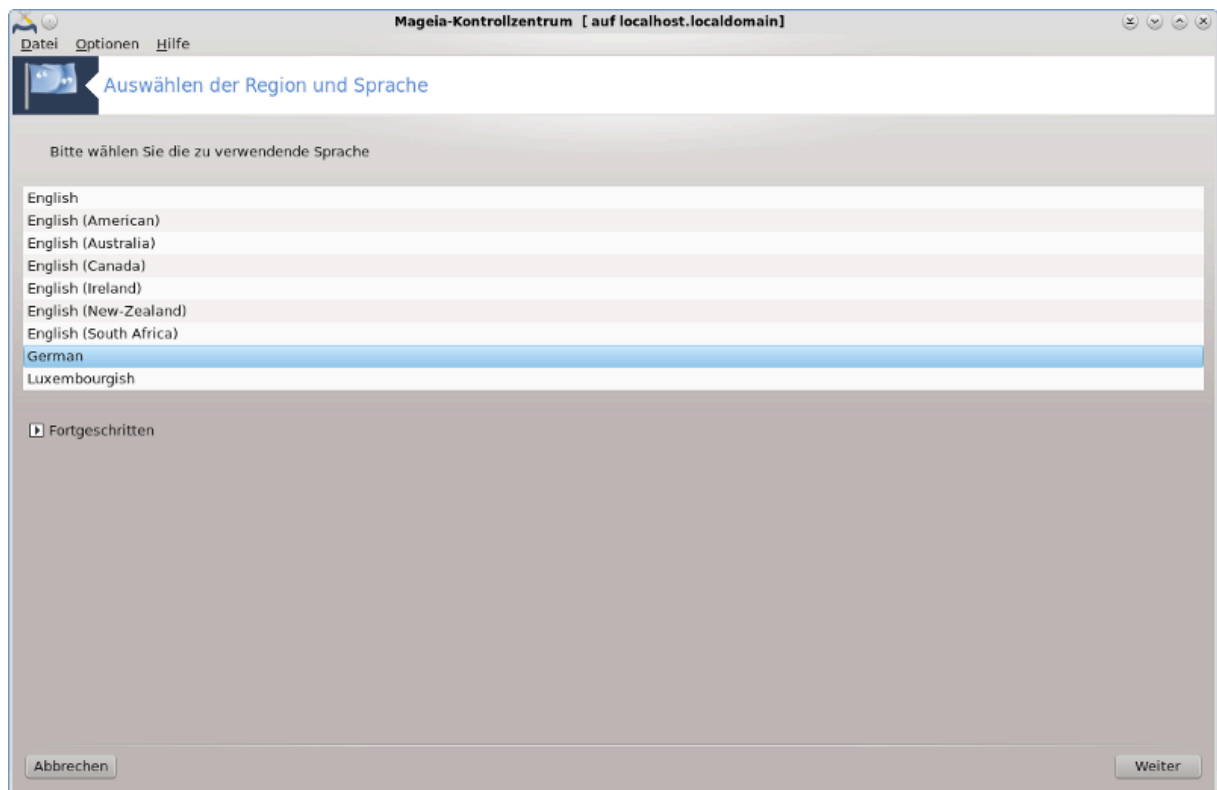 Mageia-Kontrollzentrum [ auf localhost.localdomain]
Datei Optionen Hilfe
Auswählen der Region und Sprache
Bitte wählen Sie die zu verwendende Sprache
English
English (American)
English (Australia)
English (Canada)
English (Ireland)
English (New-Zealand)
English (South Africa)
German
Luxembourgish
Fortgeschritten
Abbrechen Weiter